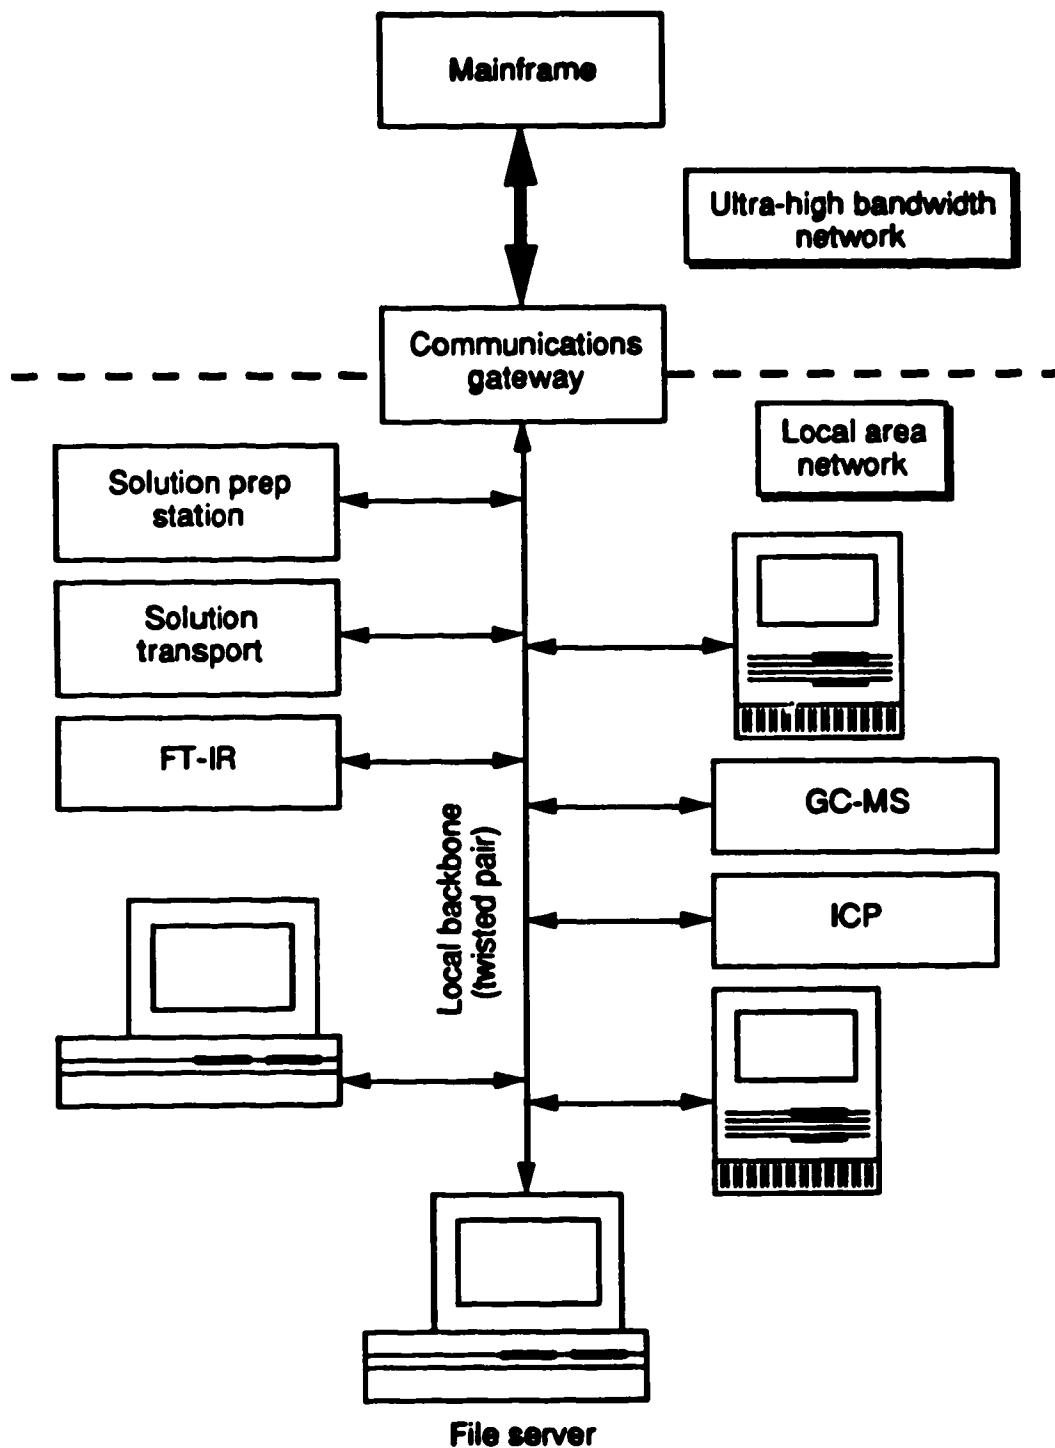 Mainframe
Ultra-high bandwidth
network
Communications
gateway
Local area
network
Solution prep
station
Solution
transport
FT-IR
GC-MS
ICP
Local backbone
(twisted pair)
File server